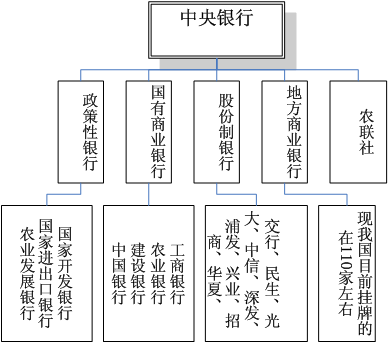 中央银行
政策性银行
国有商业银行
股份制银行
地方商业银行
农联社
国家开发银行
国家进出口银行
农业发展银行
工商银行
农业银行
建设银行
中国银行
交行、民生、光
大、中信、深发、
浦发、兴业、招
商、华夏、
现我国目前挂牌的
在110家左右